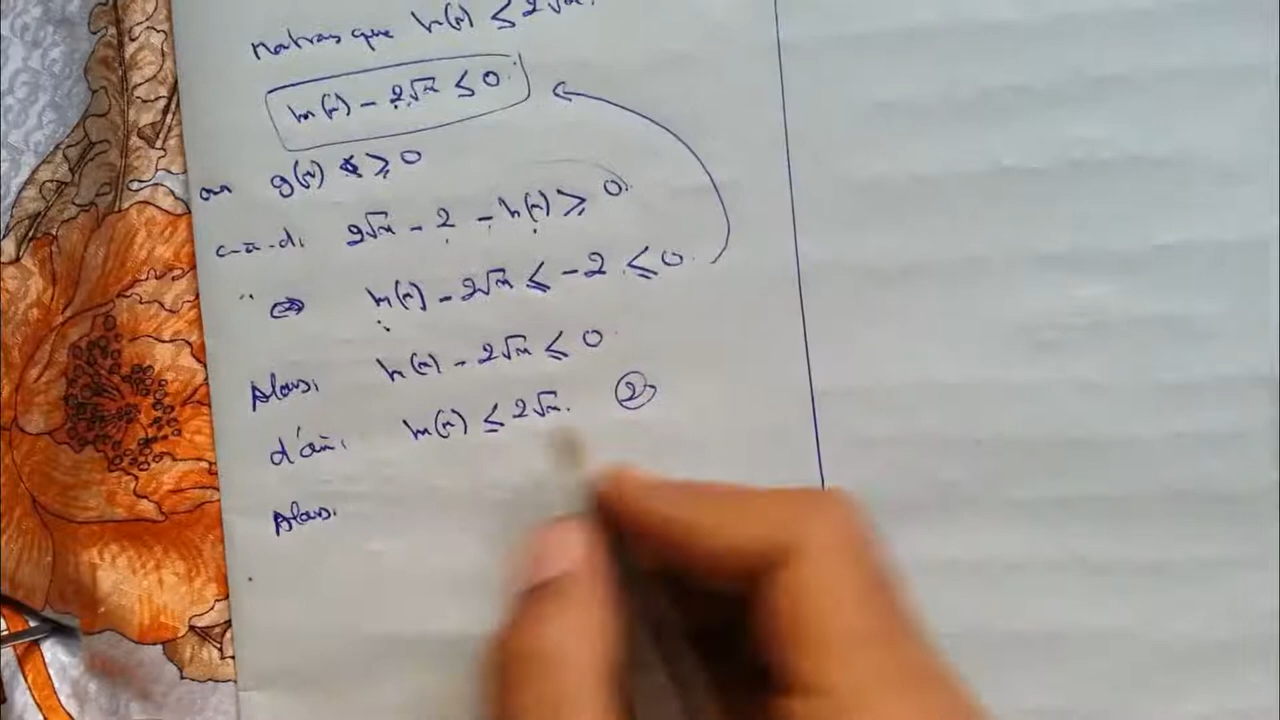 Montrons que ln(x) ≤ 2√x.
ln(x) - 2√x ≤ 0.
on g(x) ≥ 0
c-à-d. 2√x - 2 - ln(x) ≥ 0.
⇔ ln(x) - 2√x ≤ -2 ≤ 0.
Alors. ln(x) - 2√x ≤ 0
d'où. ln(x) ≤ 2√x. ②
Alors.